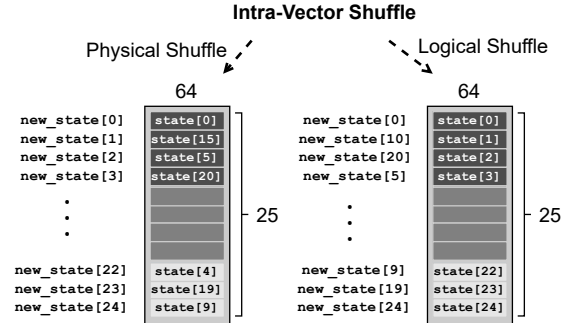 Intra-Vector Shuffle
Physical Shuffle
Logical Shuffle
64
64
new_state[0] state[0] new_state[0] state[0]
new_state[1] state[15] new_state[10] state[1]
new_state[2] state[5] new_state[20] state[2]
new_state[3] state[20] new_state[5] state[3]
25
25
new_state[22] state[4] new_state[9] state[22]
new_state[23] state[19] new_state[19] state[23]
new_state[24] state[9] new_state[24] state[24]